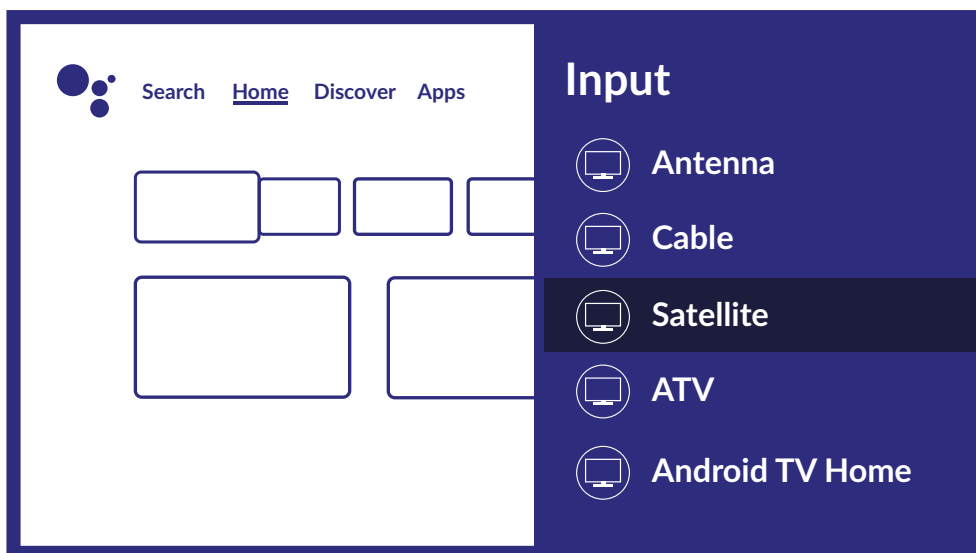 Search Home Discover Apps
Input
Antenna
Cable
Satellite
ATV
Android TV Home